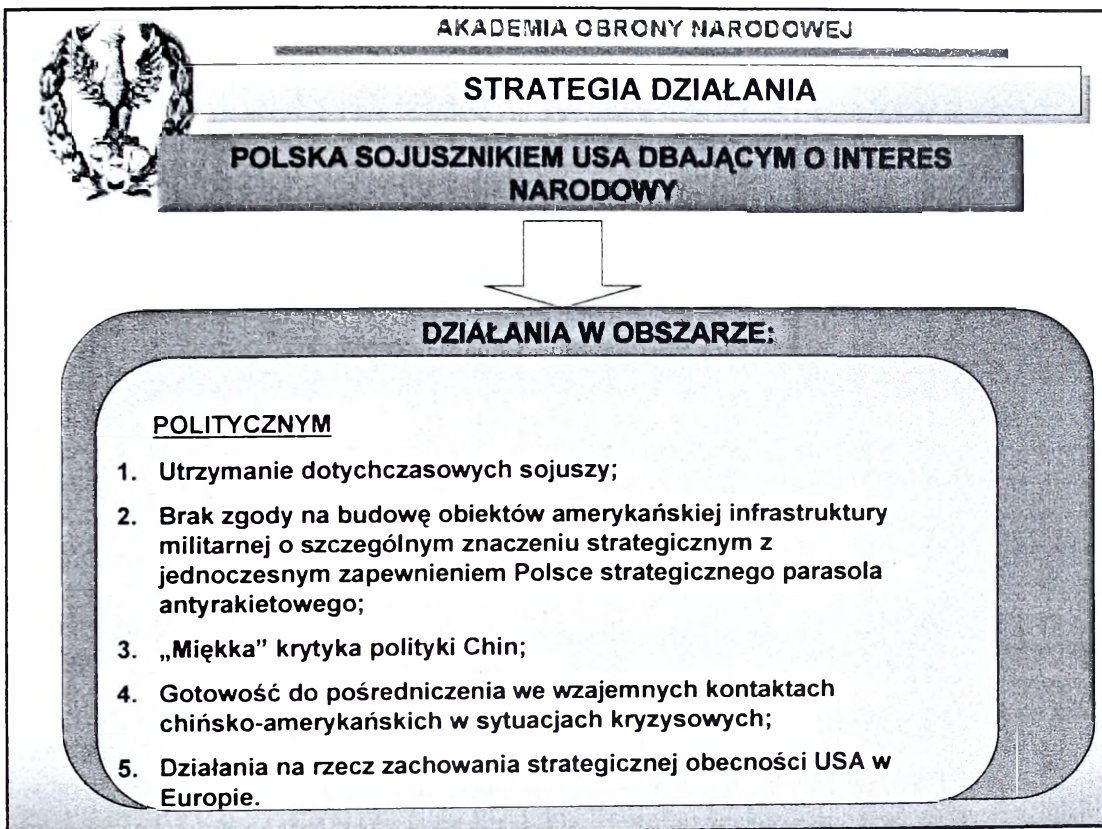 AKADEMIA OBRONY NARODOWEJ
STRATEGIA DZIAŁANIA
POLSKA SOJUSZNIKIEM USA DBAJĄCYM O INTERES
NARODOWY
DZIAŁANIA W OBSZARZE:
POLITYCZNYM
1. Utrzymanie dotychczasowych sojuszy;
2. Brak zgody na budowę obiektów amerykańskiej infrastruktury
militarnej o szczególnym znaczeniu strategicznym z
jednoczesnym zapewnieniem Polsce strategicznego parasola
antyrakietowego;
3. „Miękka” krytyka polityki Chin;
4. Gotowość do pośredniczenia we wzajemnych kontaktach
chińsko-amerykańskich w sytuacjach kryzysowych;
5. Działania na rzecz zachowania strategicznej obecności USA w
Europie.